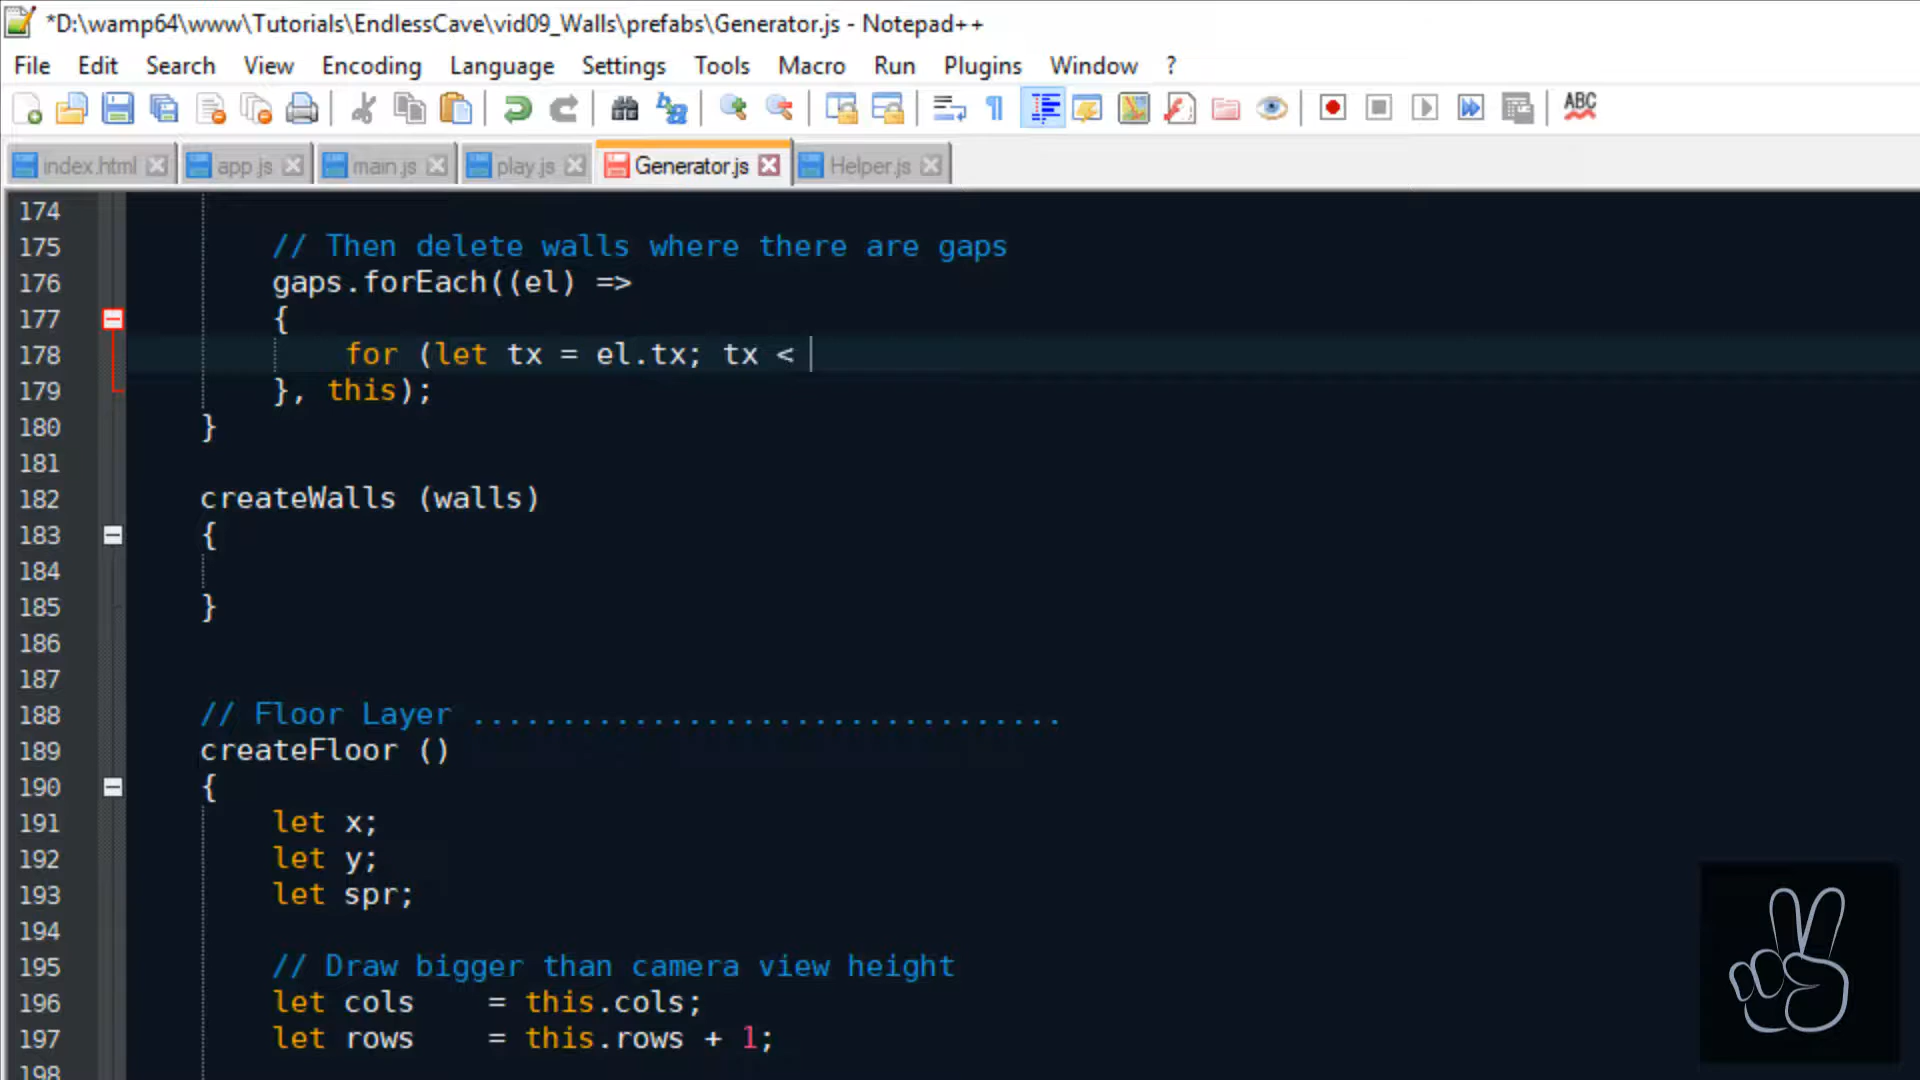 *D:\wamp64\www\Tutorials\EndlessCave\vid09_Walls\prefabs\Generator.js - Notepad++
File Edit Search View Encoding Language Settings Tools Macro Run Plugins Window ?
ABC
index.html app.js main.js play.js Generator.js Helper.js
174
175 // Then delete walls where there are gaps
176 gaps.forEach((el) =>
177 {
178 for (let tx = el.tx; tx <
179 }, this);
180 }
181
182 createWalls (walls)
183 {
184
185 }
186
187
188 // Floor Layer .................................
189 createFloor ()
190 {
191 let x;
192 let y;
193 let spr;
194
195 // Draw bigger than camera view height
196 let cols = this.cols;
197 let rows = this.rows + 1;
198